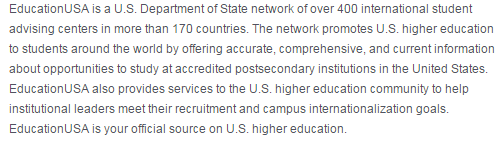 EducationUSA is a U.S. Department of State network of over 400 international student
advising centers in more than 170 countries. The network promotes U.S. higher education
to students around the world by offering accurate, comprehensive, and current information
about opportunities to study at accredited postsecondary institutions in the United States.
EducationUSA also provides services to the U.S. higher education community to help
institutional leaders meet their recruitment and campus internationalization goals.
EducationUSA is your official source on U.S. higher education.